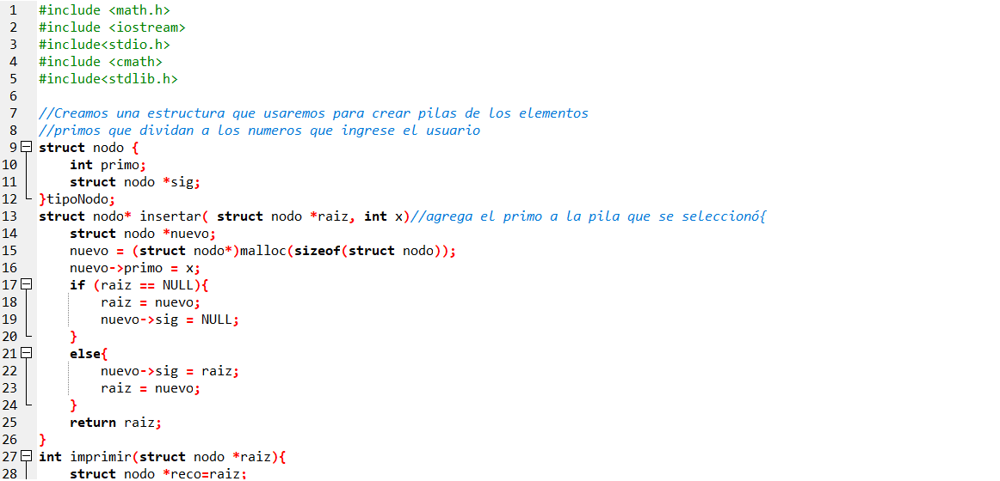 1 #include <math.h>
2 #include <iostream>
3 #include<stdio.h>
4 #include <cmath>
5 #include<stdlib.h>
6
7 //Creamos una estructura que usaremos para crear pilas de los elementos
8 //primos que dividan a los numeros que ingrese el usuario
9 struct nodo {
10     int primo;
11     struct nodo *sig;
12 }tipoNodo;
13 struct nodo* insertar( struct nodo *raiz, int x)//agrega el primo a la pila que se seleccionó{
14     struct nodo *nuevo;
15     nuevo = (struct nodo*)malloc(sizeof(struct nodo));
16     nuevo->primo = x;
17     if (raiz == NULL){
18         raiz = nuevo;
19         nuevo->sig = NULL;
20     }
21     else{
22         nuevo->sig = raiz;
23         raiz = nuevo;
24     }
25     return raiz;
26 }
27 int imprimir(struct nodo *raiz){
28     struct nodo *reco=raiz;